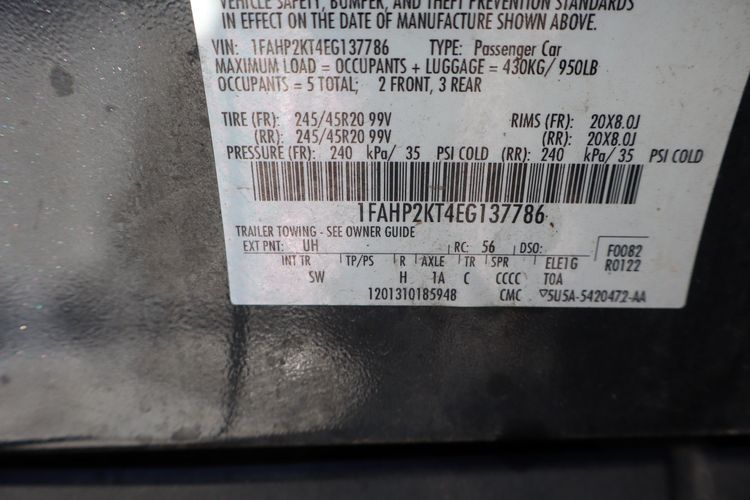 VEHICLE SAFETY, BUMPER, AND THEFT PREVENTION STANDARDS
IN EFFECT ON THE DATE OF MANUFACTURE SHOWN ABOVE.
VIN: 1FAHP2KT4EG137786 TYPE: Passenger Car
MAXIMUM LOAD = OCCUPANTS + LUGGAGE = 430KG/ 950LB
OCCUPANTS = 5 TOTAL; 2 FRONT, 3 REAR
TIRE (FR): 245/45R20 99V RIMS (FR): 20X8.0J
(RR): 245/45R20 99V (RR): 20X8.0J
PRESSURE (FR): 240 kPa/ 35 PSI COLD (RR): 240 kPa/ 35 PSI COLD
1FAHP2KT4EG137786
TRAILER TOWING - SEE OWNER GUIDE
EXT PNT: UH RC: 56 DSO: F0082
INT TR TP/PS R AXLE TR SPR ELE1G R0122
SW H 1A C CCCC TOA
120131018594B CMC ▽5U5A-5420472-AA